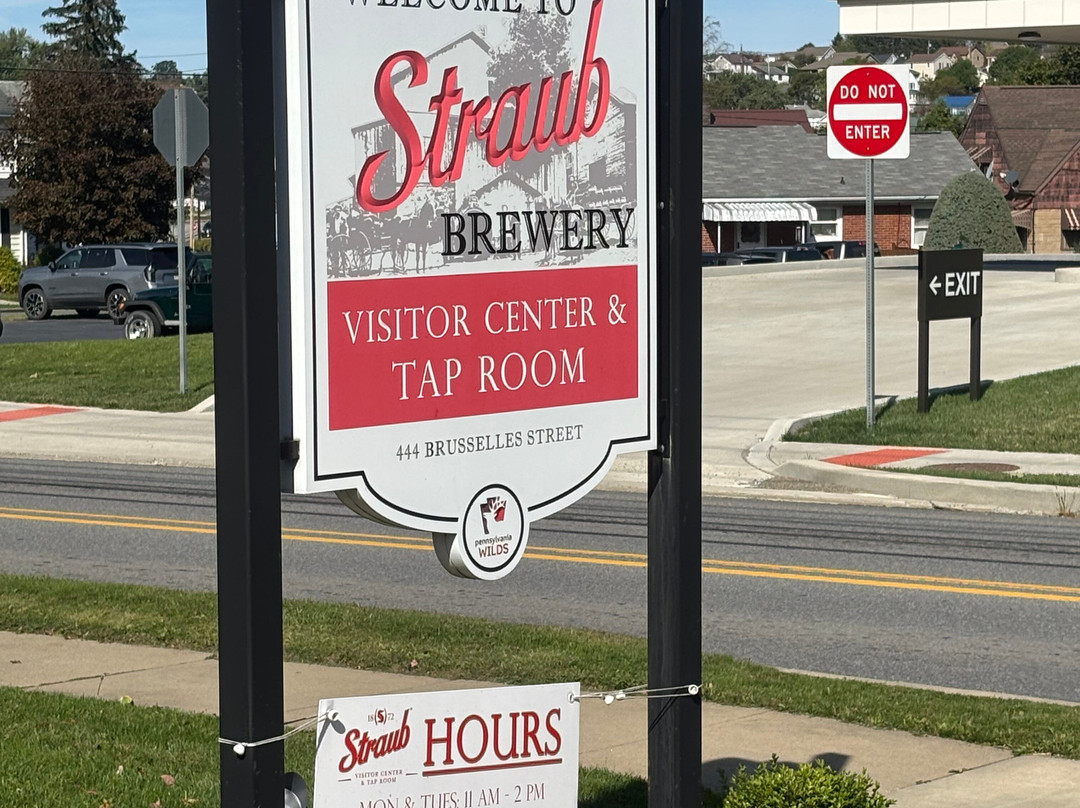 WELCOME TO
Straub
BREWERY
VISITOR CENTER &
TAP ROOM
444 BRUSSELLES STREET
pennsylvania
WILDS
DO NOT
ENTER
←EXIT
18 S 72
Straub
VISITOR CENTER
& TAP ROOM
HOURS
MON & TUES: 11 AM - 2 PM